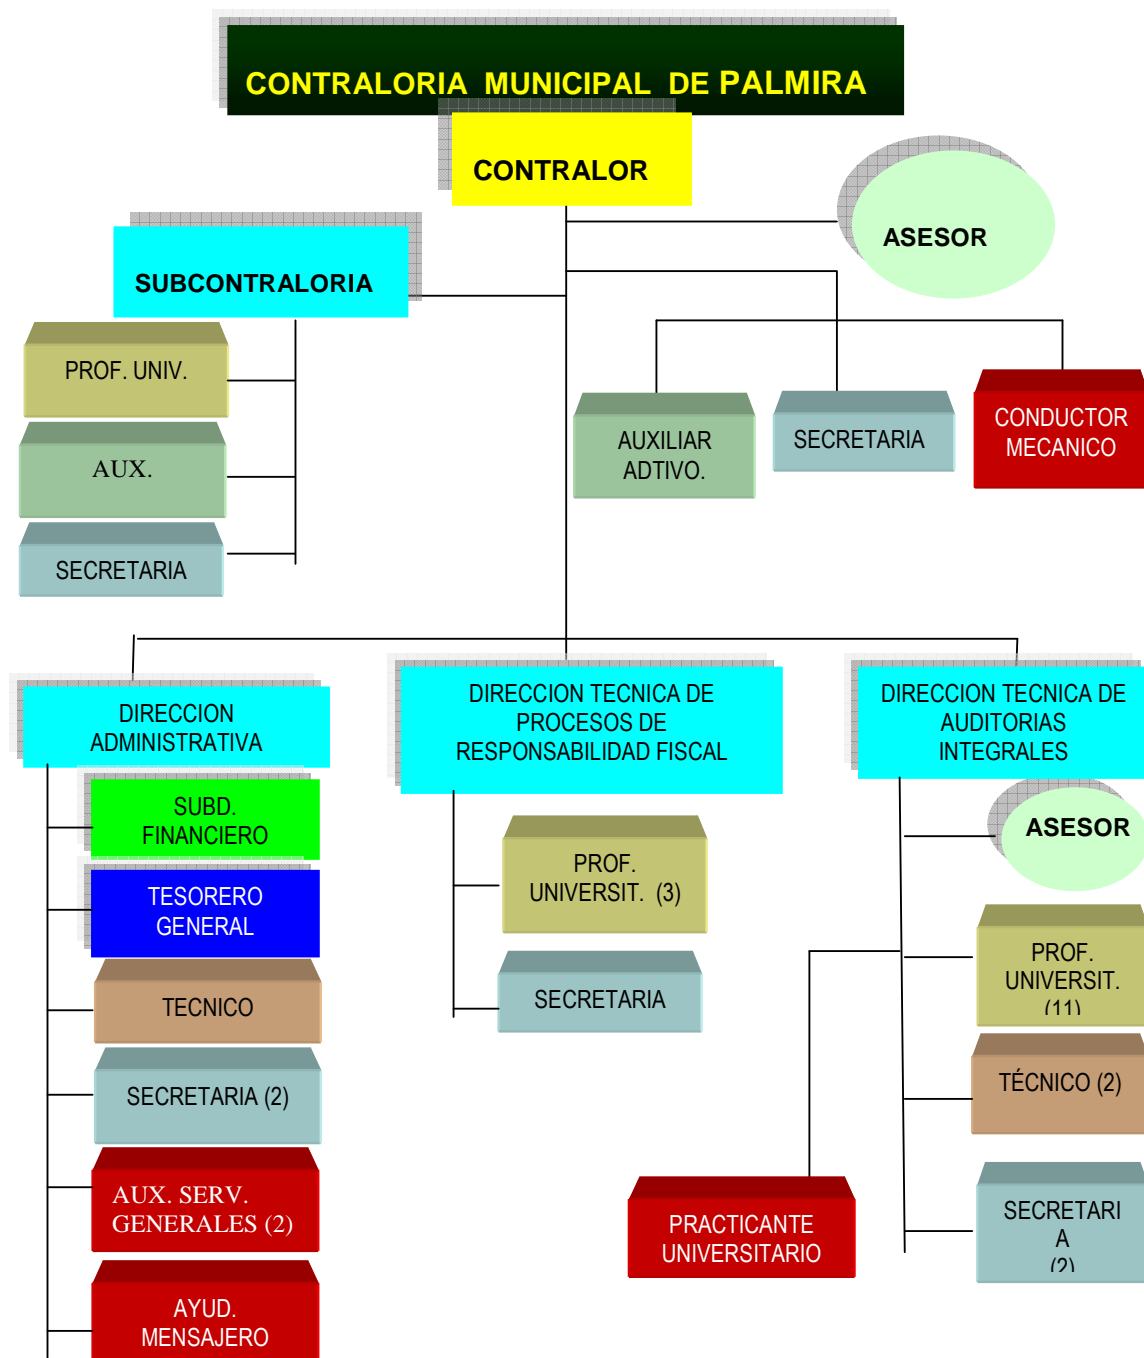 CONTRALORIA MUNICIPAL DE PALMIRA
CONTRALOR
ASESOR
SUBCONTRALORIA
PROF. UNIV.
AUX.
SECRETARIA
AUXILIAR
ADTIVO.
SECRETARIA
CONDUCTOR
MECANICO
DIRECCION
ADMINISTRATIVA
SUBD.
FINANCIERO
TESORERO
GENERAL
TECNICO
SECRETARIA (2)
AUX. SERV.
GENERALES (2)
AYUD.
MENSAJERO
DIRECCION TECNICA DE
PROCESOS DE
RESPONSABILIDAD FISCAL
PROF.
UNIVERSIT. (3)
SECRETARIA
DIRECCION TECNICA DE
AUDITORIAS
INTEGRALES
ASESOR
PROF.
UNIVERSIT.
(11)
TÉCNICO (2)
SECRETARI
A
(2)
PRACTICANTE
UNIVERSITARIO